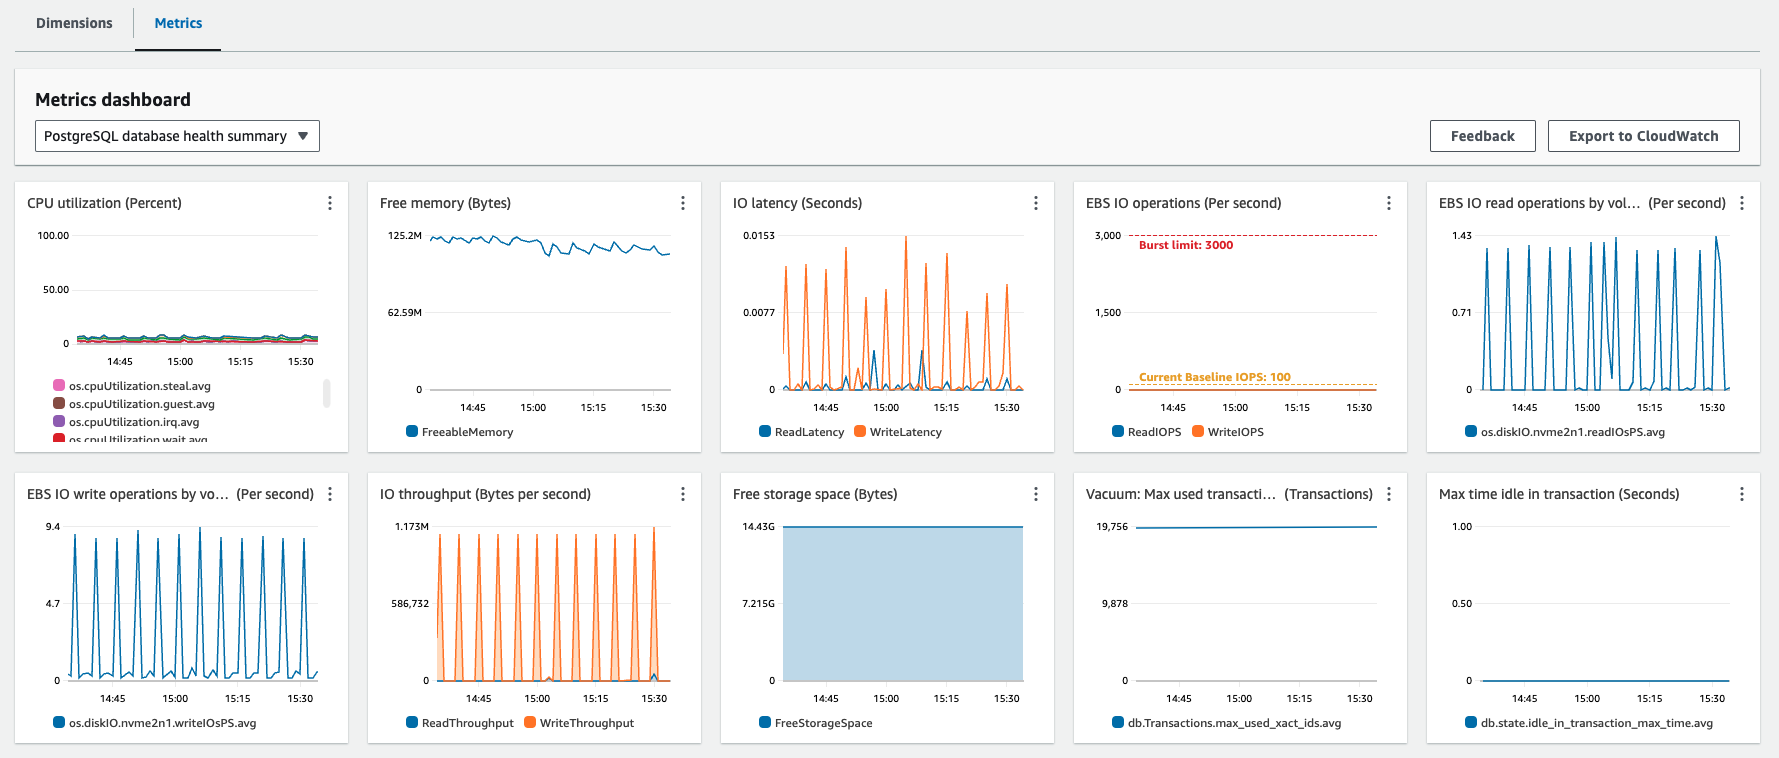 Dimensions
Metrics
Metrics dashboard
PostgreSQL database health summary
Feedback
Export to CloudWatch
CPU utilization (Percent)
100.00
50.00
0
14:45 15:00 15:15 15:30
os.cpuUtilization.steal.avg
os.cpuUtilization.guest.avg
os.cpuUtilization.irq.avg
os.cpuUtilization.wait.avg
Free memory (Bytes)
125.2M
62.59M
0
14:45 15:00 15:15 15:30
FreeableMemory
IO latency (Seconds)
0.0153
0.0077
0
14:45 15:00 15:15 15:30
ReadLatency WriteLatency
EBS IO operations (Per second)
3,000
Burst limit: 3000
1,500
Current Baseline IOPS: 100
0
14:45 15:00 15:15 15:30
ReadIOPS WriteIOPS
EBS IO read operations by vol... (Per second)
1.43
0.71
0
14:45 15:00 15:15 15:30
os.diskIO.nvme2n1.readIOsPS.avg
EBS IO write operations by vo... (Per second)
9.4
4.7
0
14:45 15:00 15:15 15:30
os.diskIO.nvme2n1.writeIOsPS.avg
IO throughput (Bytes per second)
1.173M
586,732
0
14:45 15:00 15:15 15:30
ReadThroughput WriteThroughput
Free storage space (Bytes)
14.43G
7.215G
0
14:45 15:00 15:15 15:30
FreeStorageSpace
Vacuum: Max used transacti... (Transactions)
19,756
9,878
0
14:45 15:00 15:15 15:30
db.Transactions.max_used_xact_ids.avg
Max time idle in transaction (Seconds)
1.00
0.50
0
14:45 15:00 15:15 15:30
db.state.idle_in_transaction_max_time.avg